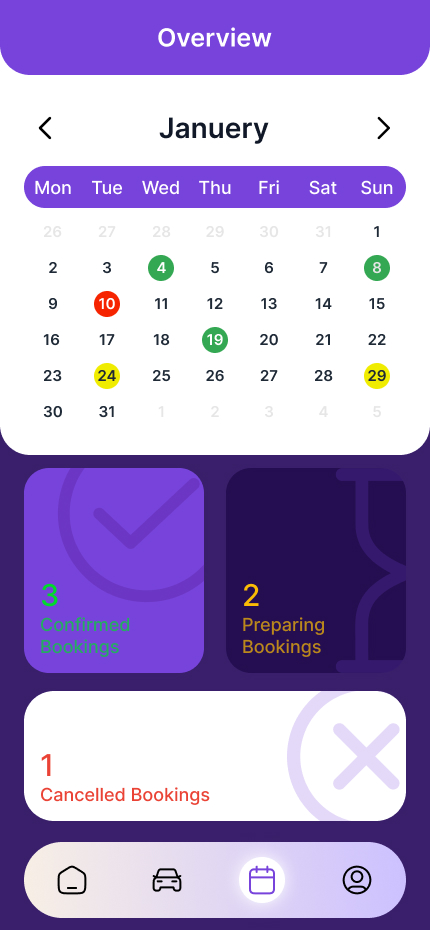 Overview
Januery
Mon Tue Wed Thu Fri Sat Sun
26 27 28 29 30 31 1
2 3 4 5 6 7 8
9 10 11 12 13 14 15
16 17 18 19 20 21 22
23 24 25 26 27 28 29
30 31 1 2 3 4 5
3
Confirmed
Bookings
2
Preparing
Bookings
1
Cancelled Bookings